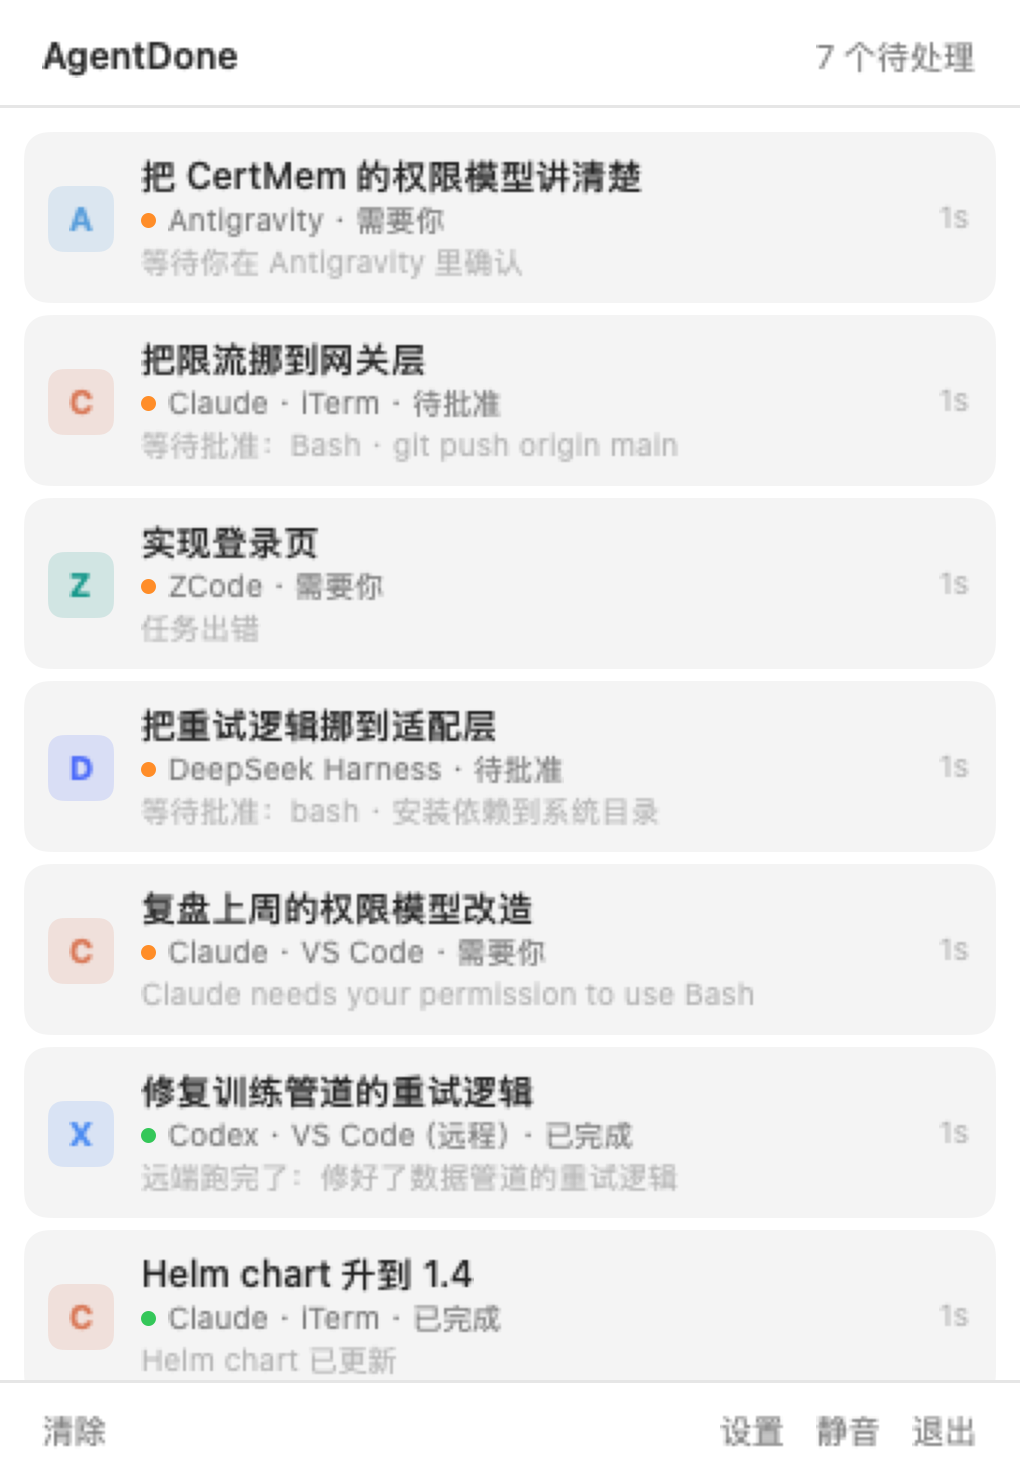 AgentDone
7 个待处理
A
把 CertMem 的权限模型讲清楚
Antigravity · 需要你
等待你在 Antigravity 里确认
1s
C
把限流挪到网关层
Claude · iTerm · 待批准
等待批准：Bash · git push origin main
1s
Z
实现登录页
ZCode · 需要你
任务出错
1s
D
把重试逻辑挪到适配层
DeepSeek Harness · 待批准
等待批准：bash · 安装依赖到系统目录
1s
C
复盘上周的权限模型改造
Claude · VS Code · 需要你
Claude needs your permission to use Bash
1s
X
修复训练管道的重试逻辑
Codex · VS Code（远程）· 已完成
远端跑完了：修好了数据管道的重试逻辑
1s
C
Helm chart 升到 1.4
Claude · iTerm · 已完成
Helm chart 已更新
1s
清除
设置 静音 退出